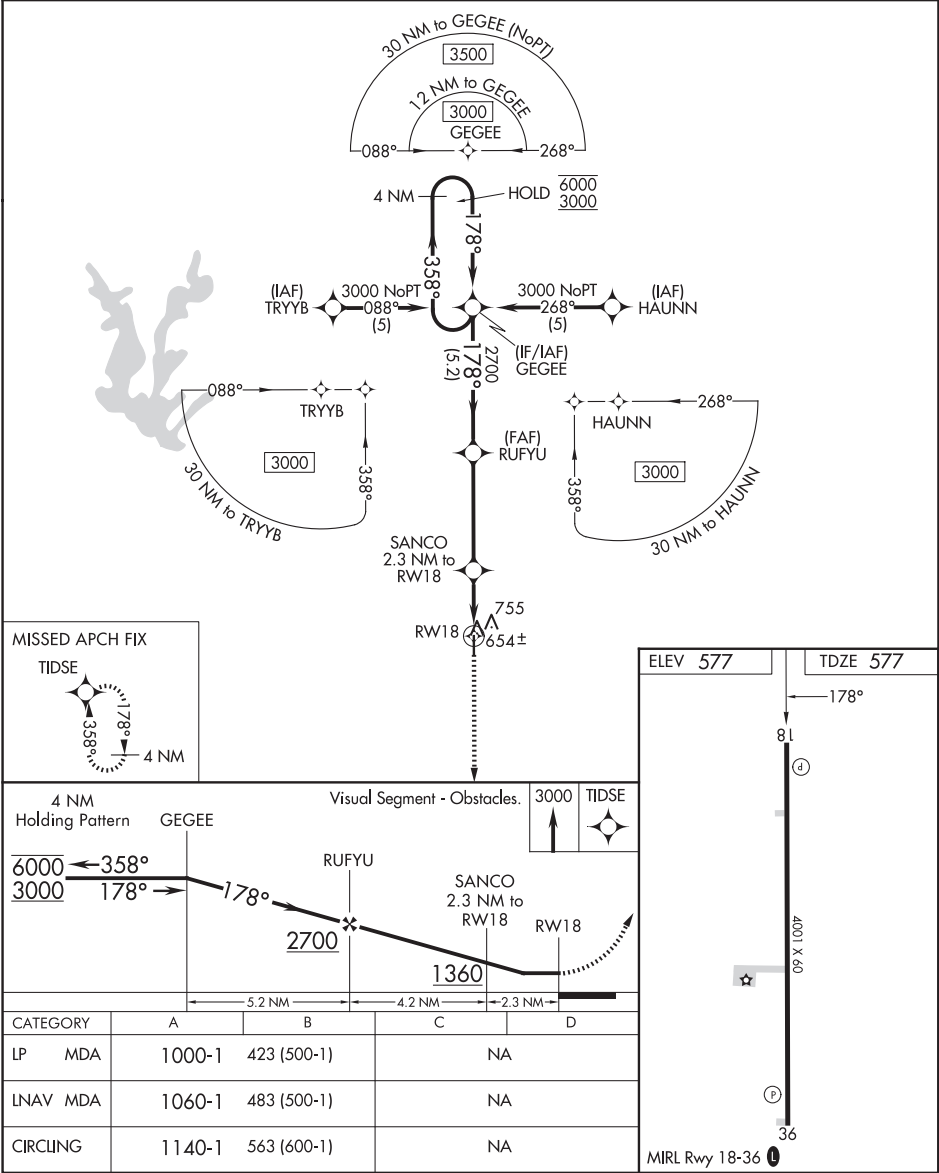 30 NM to GEGEE (NoPT)
3500
12 NM to GEGEE
3000
GEGEE
088°
268°
4 NM
HOLD
6000
3000
178°
358°
(IAF)
TRYYB
3000 NoPT
088°
(5)
3000 NoPT
268°
(5)
(IAF)
HAUNN
(IF/IAF)
GEGEE
2700
178°
(5.2)
088°
TRYYB
3000
358°
30 NM to TRYYB
(FAF)
RUFYU
HAUNN
268°
3000
358°
30 NM to HAUNN
SANCO
2.3 NM to
RW18
RW18
755
654±
MISSED APCH FIX
TIDSE
358°
178°
4 NM
ELEV 577
TDZE 577
178°
18
P
4001 X 60
P
36
MIRL Rwy 18-36 L
4 NM
Holding Pattern
GEGEE
Visual Segment - Obstacles.
3000
TIDSE
6000
3000
358°
178°
178°
RUFYU
2700
SANCO
2.3 NM to
RW18
1360
RW18
5.2 NM
4.2 NM
2.3 NM
CATEGORY A B C D
LP MDA 1000-1 423 (500-1) NA
LNAV MDA 1060-1 483 (500-1) NA
CIRCLING 1140-1 563 (600-1) NA